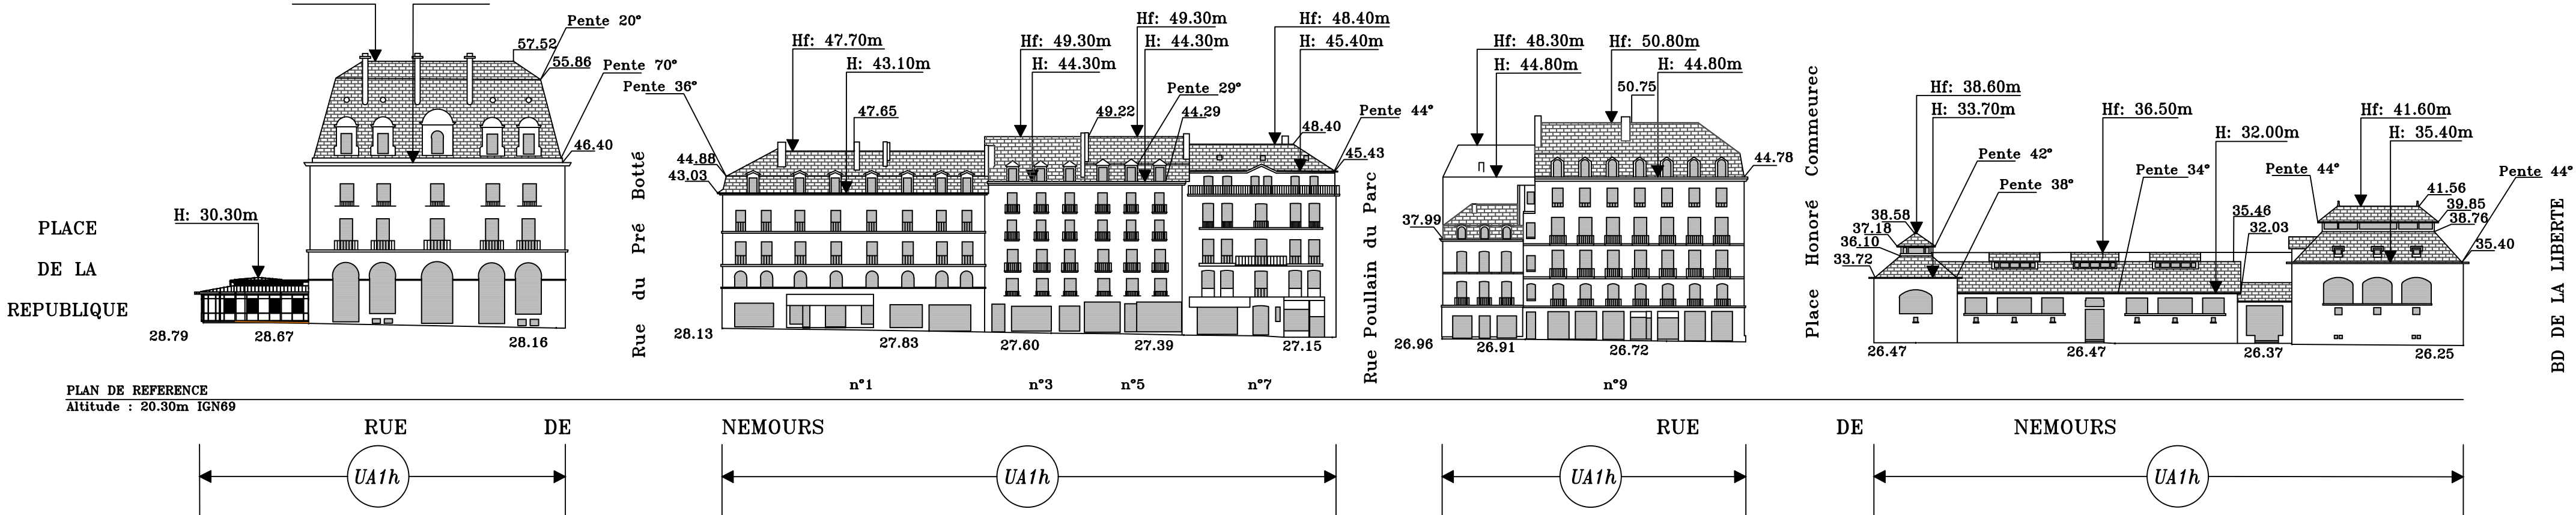 Pente 20°
57.52
55.86
Pente 70°
46.40
PLACE
DE LA
REPUBLIQUE
H: 30.30m
28.79
28.67
28.16
Rue du Pré Botté
Pente 36°
44.88
43.03
Hf: 47.70m
H: 43.10m
47.65
Hf: 49.30m
H: 44.30m
49.22
Hf: 49.30m
H: 44.30m
Pente 29°
44.29
Hf: 48.40m
H: 45.40m
48.40
Pente 44°
45.43
28.13
27.83
27.60
27.39
27.15
Rue Poullain du Parc
Hf: 48.30m
H: 44.80m
37.99
Hf: 50.80m
H: 44.80m
50.75
44.78
26.96
26.91
26.72
Place Honoré Commeurec
Hf: 38.60m
H: 33.70m
Pente 42°
Pente 38°
38.58
37.18
36.10
33.72
Hf: 36.50m
H: 32.00m
Pente 34°
35.46
32.03
Pente 44°
Hf: 41.60m
H: 35.40m
41.56
39.85
38.76
Pente 44°
35.40
26.47
26.47
26.37
26.25
BD DE LA LIBERTE
n°1
n°3
n°5
n°7
n°9
PLAN DE REFERENCE
Altitude : 20.30m IGN69
RUE DE NEMOURS
RUE DE NEMOURS
UA1h
UA1h
UA1h
UA1h